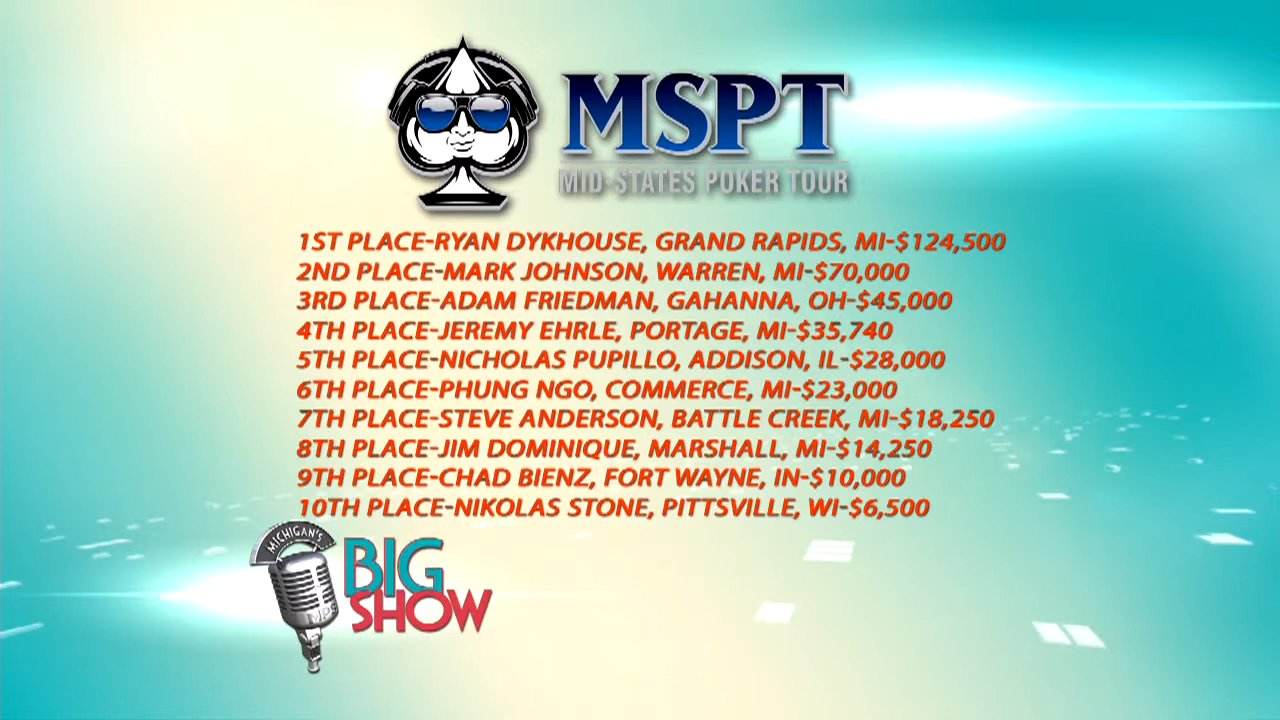 MSPT
MID-STATES POKER TOUR
1ST PLACE-RYAN DYKHOUSE, GRAND RAPIDS, MI-$124,500
2ND PLACE-MARK JOHNSON, WARREN, MI-$70,000
3RD PLACE-ADAM FRIEDMAN, GAHANNA, OH-$45,000
4TH PLACE-JEREMY EHRLE, PORTAGE, MI-$35,740
5TH PLACE-NICHOLAS PUPILLO, ADDISON, IL-$28,000
6TH PLACE-PHUNG NGO, COMMERCE, MI-$23,000
7TH PLACE-STEVE ANDERSON, BATTLE CREEK, MI-$18,250
8TH PLACE-JIM DOMINIQUE, MARSHALL, MI-$14,250
9TH PLACE-CHAD BIENZ, FORT WAYNE, IN-$10,000
10TH PLACE-NIKOLAS STONE, PITTSVILLE, WI-$6,500
MICHIGAN'S
BIG
SHOW